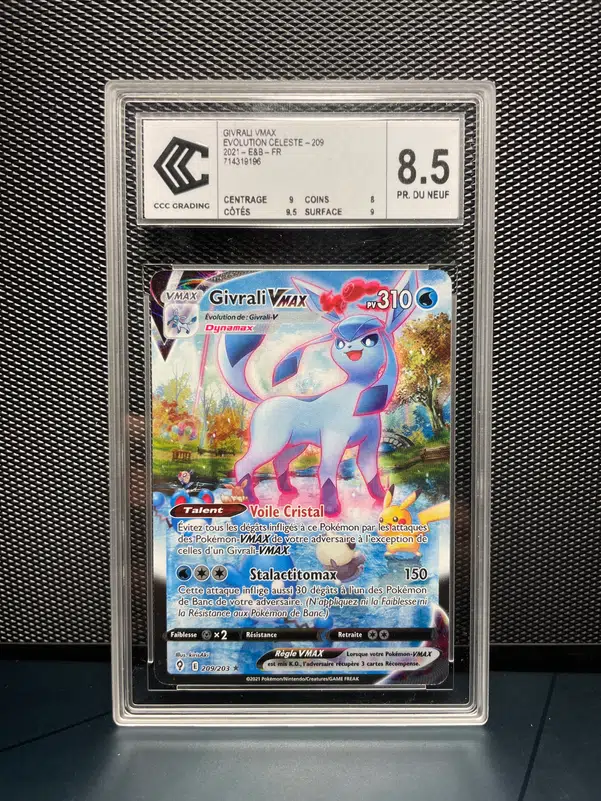 GIVRALI VMAX
EVOLUTION CELESTE – 209
2021 – E&B – FR
714319196
CCC GRADING
CENTRAGE 9 COINS 8
CÔTÉS 9.5 SURFACE 9
8.5
PR. DU NEUF
VMAX
Givrali VMAX
PV 310
Évolution de : Givrali-V
Dynamax
Talent Voile Cristal
Évitez tous les dégâts infligés à ce Pokémon par les attaques
des Pokémon-VMAX de votre adversaire à l'exception de
celles d'un Givrali-VMAX.
Stalactitomax 150
Cette attaque inflige aussi 30 dégâts à l'un des Pokémon
de Banc de votre adversaire. (N'appliquez ni la Faiblesse ni
la Résistance aux Pokémon de Banc.)
Faiblesse ×2 Résistance Retraite
Illus. kirisAki
Règle VMAX Lorsque votre Pokémon-VMAX
est mis K.O., l'adversaire récupère 3 cartes Récompense.
209/203 ★
©2021 Pokémon/Nintendo/Creatures/GAME FREAK